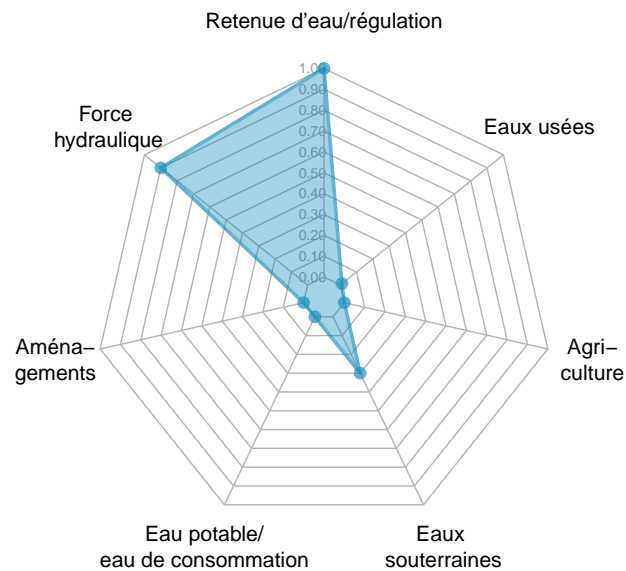 Retenue d'eau/régulation
1.00
0.90
0.80
0.70
0.60
0.50
0.40
0.30
0.20
0.10
0.00
Force
hydraulique
Eaux usées
Aména–
gements
Agri–
culture
Eau potable/
eau de consommation
Eaux
souterraines